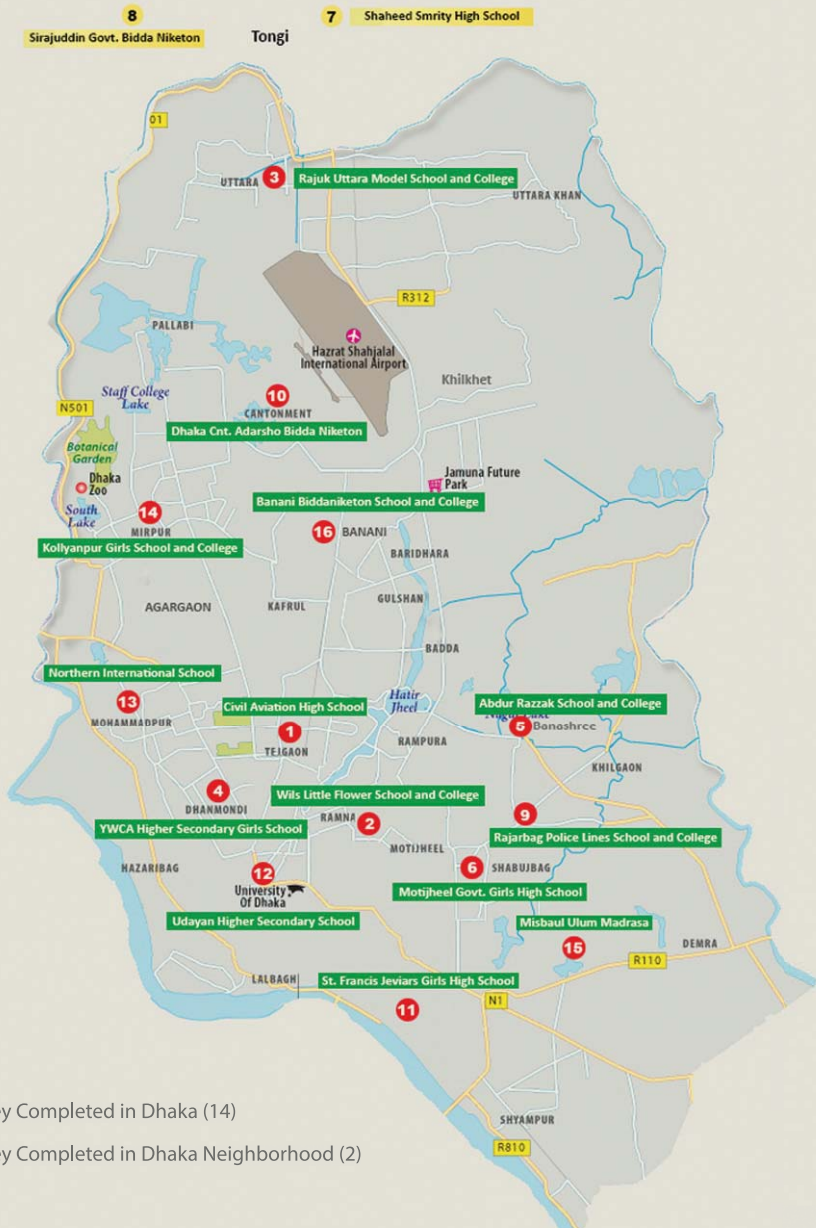 8
7 Shaheed Smrity High School
Sirajuddin Govt. Bidda Niketon
Tongi
01
UTTARA 3 Rajuk Uttara Model School and College
UTTARA KHAN
R312
PALLABI
Hazrat Shahjalal
International Airport
Khilkhet
Staff College
Lake
10
CANTONMENT
N501
Dhaka Cnt. Adarsho Bidda Niketon
Botanical
Garden
Dhaka
Zoo
Jamuna Future
Park
South
Lake
14
MIRPUR
Banani Biddaniketon School and College
16 BANANI
Kollyanpur Girls School and College
BARIDHARA
AGARGAON
KAFRUL
GULSHAN
BADDA
Northern International School
13
MOHAMMADPUR
Civil Aviation High School
1
TEJGAON
Hatir
Jheel
Abdur Razzak School and College
5 Banashree
RAMPURA
KHILGAON
4
DHANMONDI
Wils Little Flower School and College
RAMNA 2
9
YWCA Higher Secondary Girls School
Rajarbag Police Lines School and College
MOTIJHEEL
HAZARIBAG
6 SHABUJBAG
12
University
Of Dhaka
Motijheel Govt. Girls High School
Udayan Higher Secondary School
Misbaul Ulum Madrasa
15
DEMRA
R110
LALBAGH
St. Francis Jeviars Girls High School
N1
11
ey Completed in Dhaka (14)
SHYAMPUR
R810
ey Completed in Dhaka Neighborhood (2)